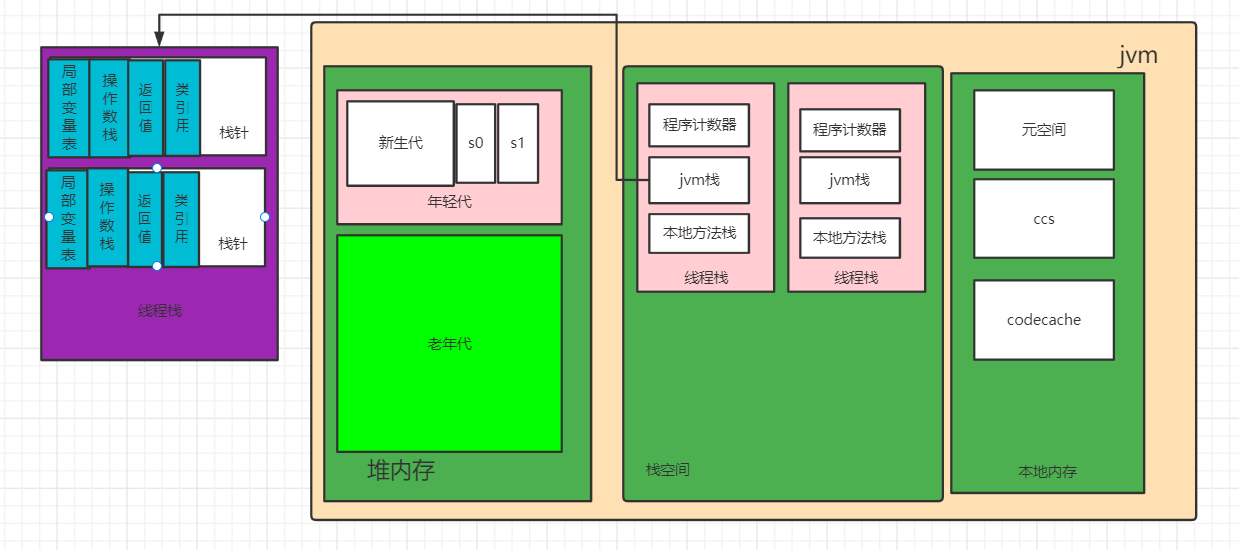 jvm
局部变量表
操作数栈
返回值
类引用
栈针
局部变量表
操作数栈
返回值
类引用
栈针
线程栈
新生代
s0
s1
年轻代
老年代
堆内存
程序计数器
jvm栈
本地方法栈
线程栈
程序计数器
jvm栈
本地方法栈
线程栈
栈空间
元空间
ccs
codecache
本地内存